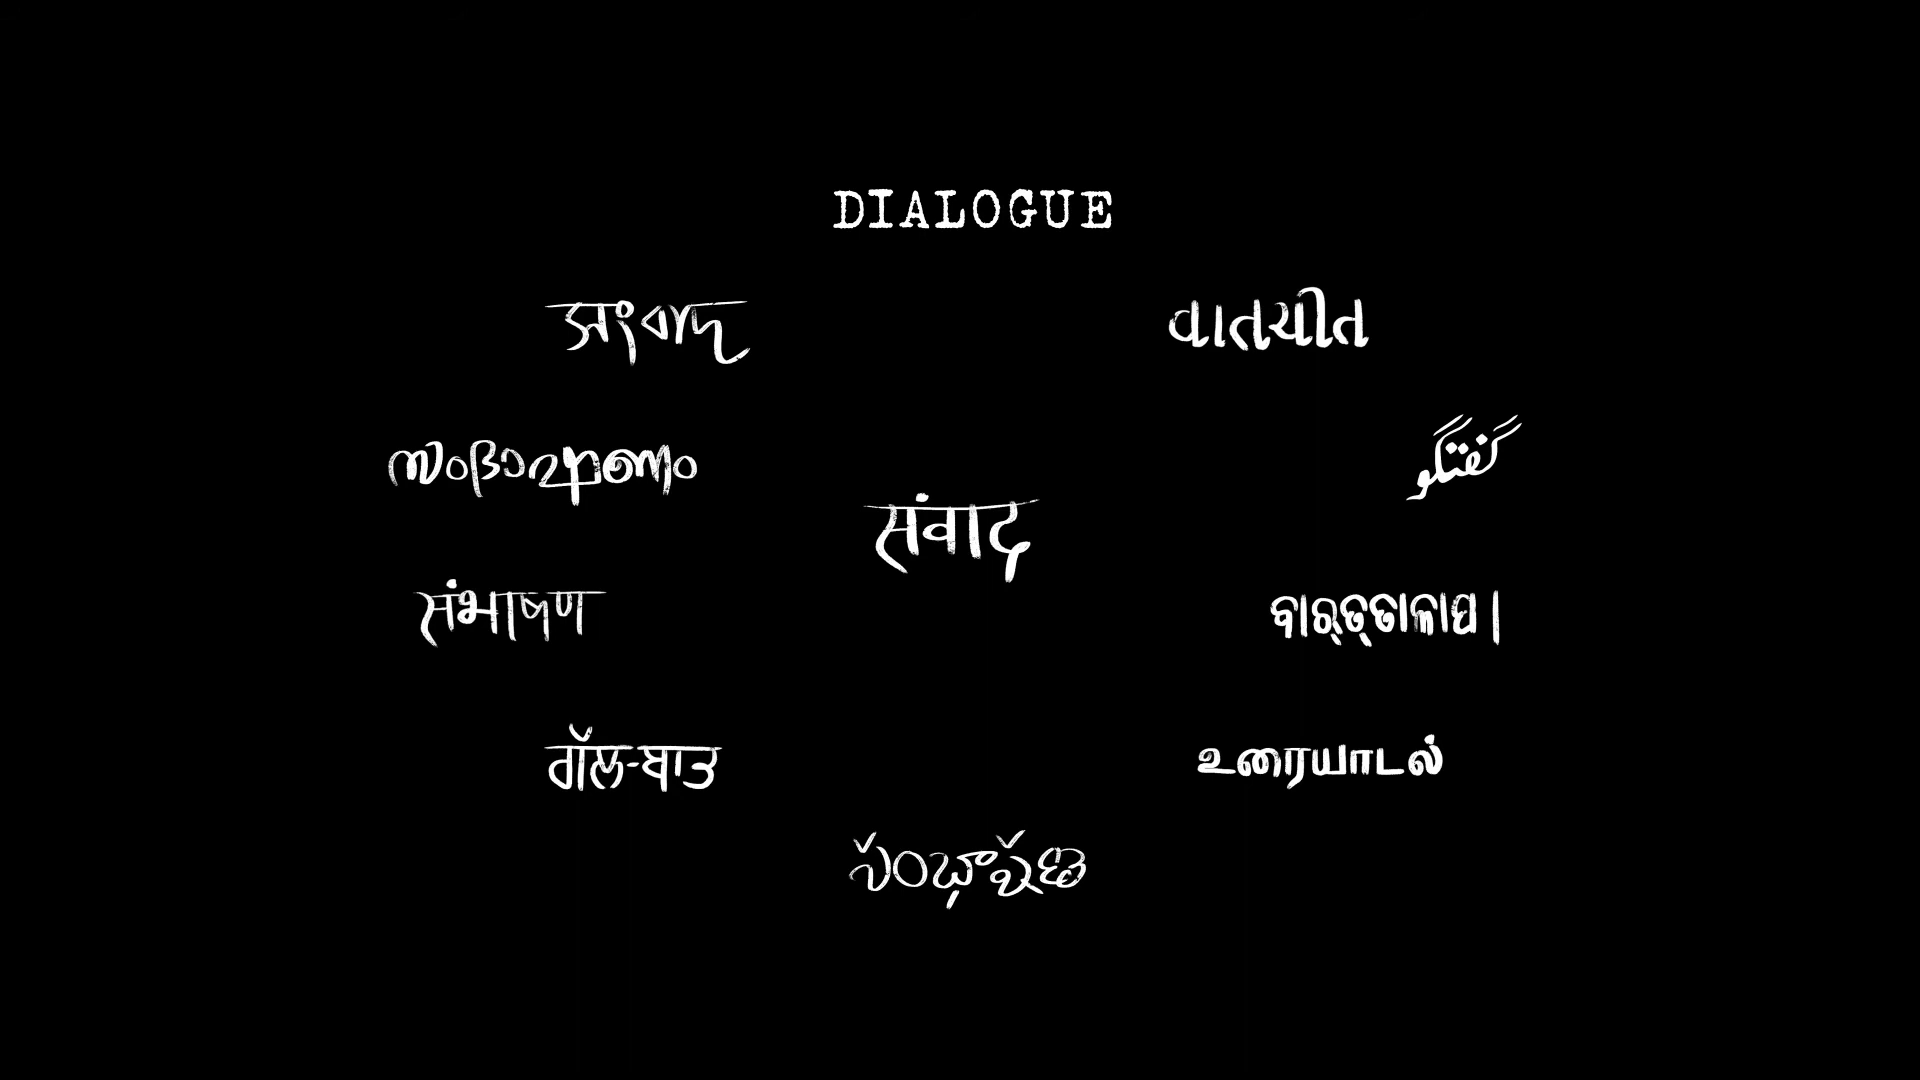 DIALOGUE
সংবাদ
વાતચીત
സംഭാഷണം
گفتگو
संवाद
संभाषण
ବାର୍ତ୍ତାଳାପ |
ਗੱਲ-ਬਾਤ
உரையாடல்
సంభాషణ